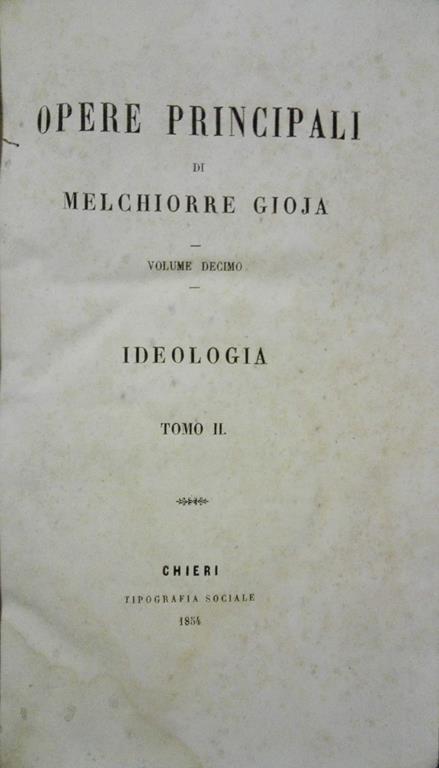 OPERE PRINCIPALI
DI
MELCHIORRE GIOJA
VOLUME DECIMO
IDEOLOGIA
TOMO II.
CHIERI
TIPOGRAFIA SOCIALE
1854